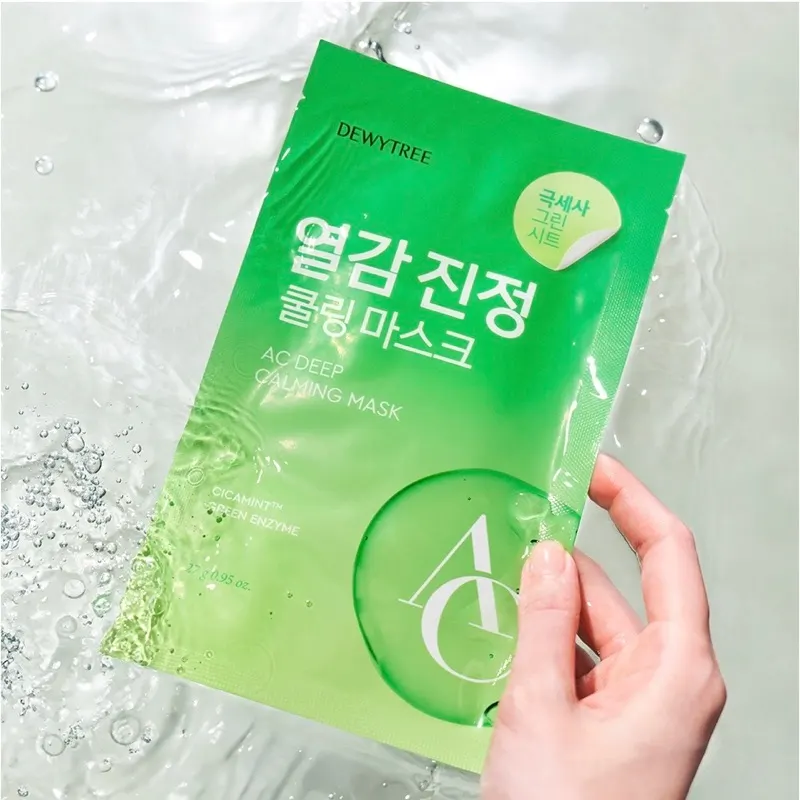 DEWYTREE
극세사
그린
시트
열감 진정
쿨링 마스크
AC DEEP
CALMING MASK
CICAMINT™
GREEN ENZYME
27 g 0.95 oz.
AC